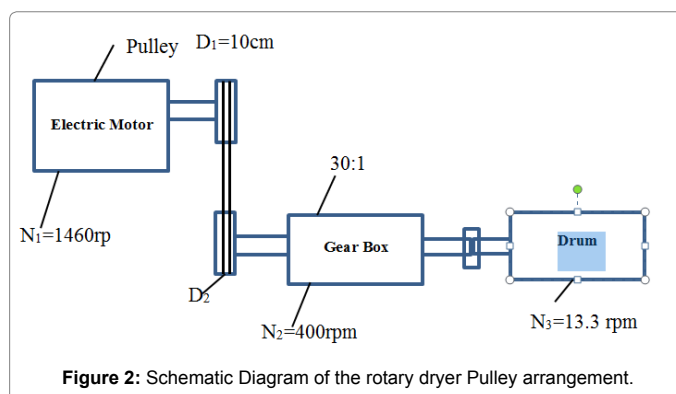 Pulley D₁=10cm
Electric Motor
30:1
N₁=1460rp
Gear Box
Drum
D₂
N₂=400rpm
N₃=13.3 rpm
Figure 2: Schematic Diagram of the rotary dryer Pulley arrangement.